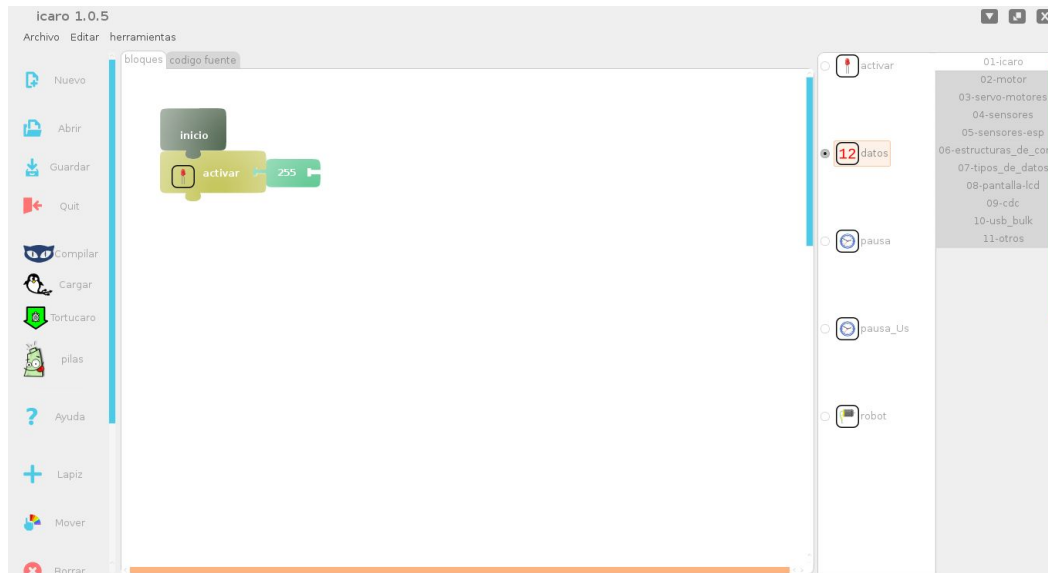 icaro 1.0.5
Archivo Editar herramientas
Nuevo
Abrir
Guardar
Quit
Compilar
Cargar
Tortucaro
pilas
Ayuda
Lapiz
Mover
Borrar
bloques codigo fuente
inicio
activar 255
activar
12 datos
pausa
pausa_Us
robot
01-icaro
02-motor
03-servo-motores
04-sensores
05-sensores-esp
06-estructuras_de_con
07-tipos_de_datos
08-pantalla-lcd
09-cdc
10-usb_bulk
11-otros